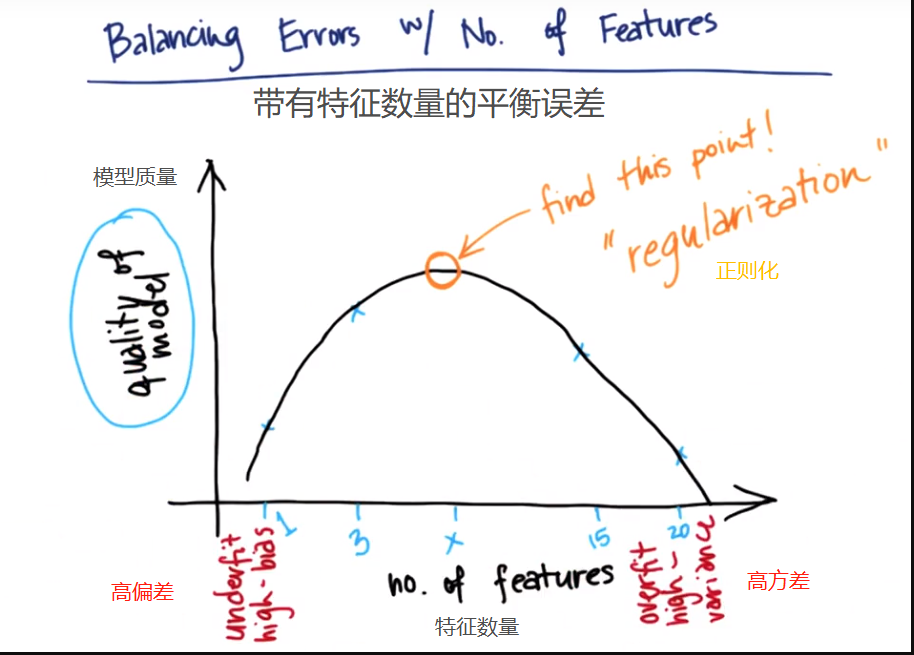 Balancing Errors w/ No. of Features
带有特征数量的平衡误差
模型质量
quality of
model
find this point!
"regularization"
正则化
1
3
x
15
20
underfit
high-bias
高偏差
no. of features
特征数量
overfit
high-
variance
高方差